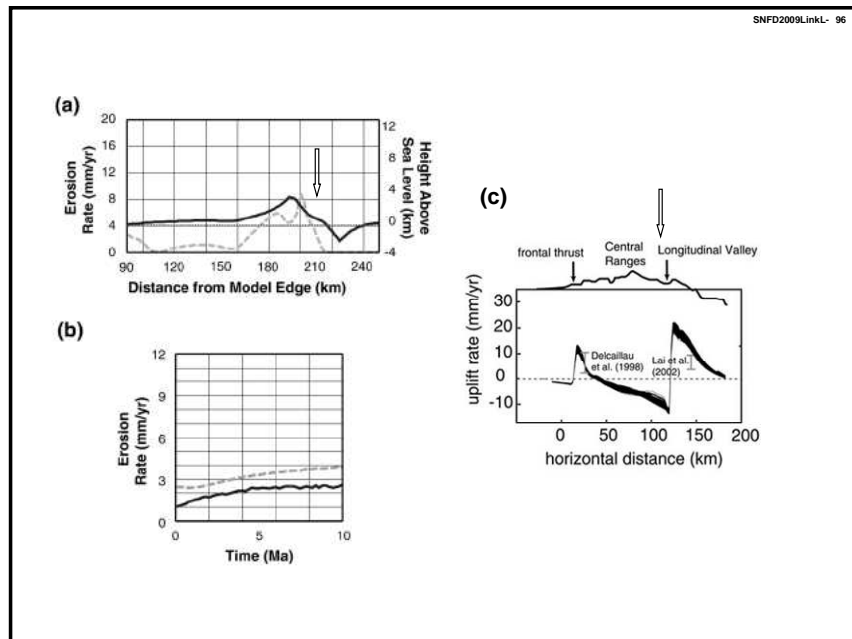 SNFD2009LinkL- 96
(a)
20
16
12
8
4
0
Erosion
Rate (mm/yr)
12
8
4
0
-4
Height Above
Sea Level (km)
90 120 150 180 210 240
Distance from Model Edge (km)
(b)
12
9
6
3
0
Erosion
Rate (mm/yr)
0 5 10
Time (Ma)
(c)
frontal thrust
Central
Ranges
Longitudinal Valley
30
20
10
0
-10
uplift rate (mm/yr)
Delcaillau
et al. (1998)
Lai et al.
(2002)
0 50 100 150 200
horizontal distance (km)